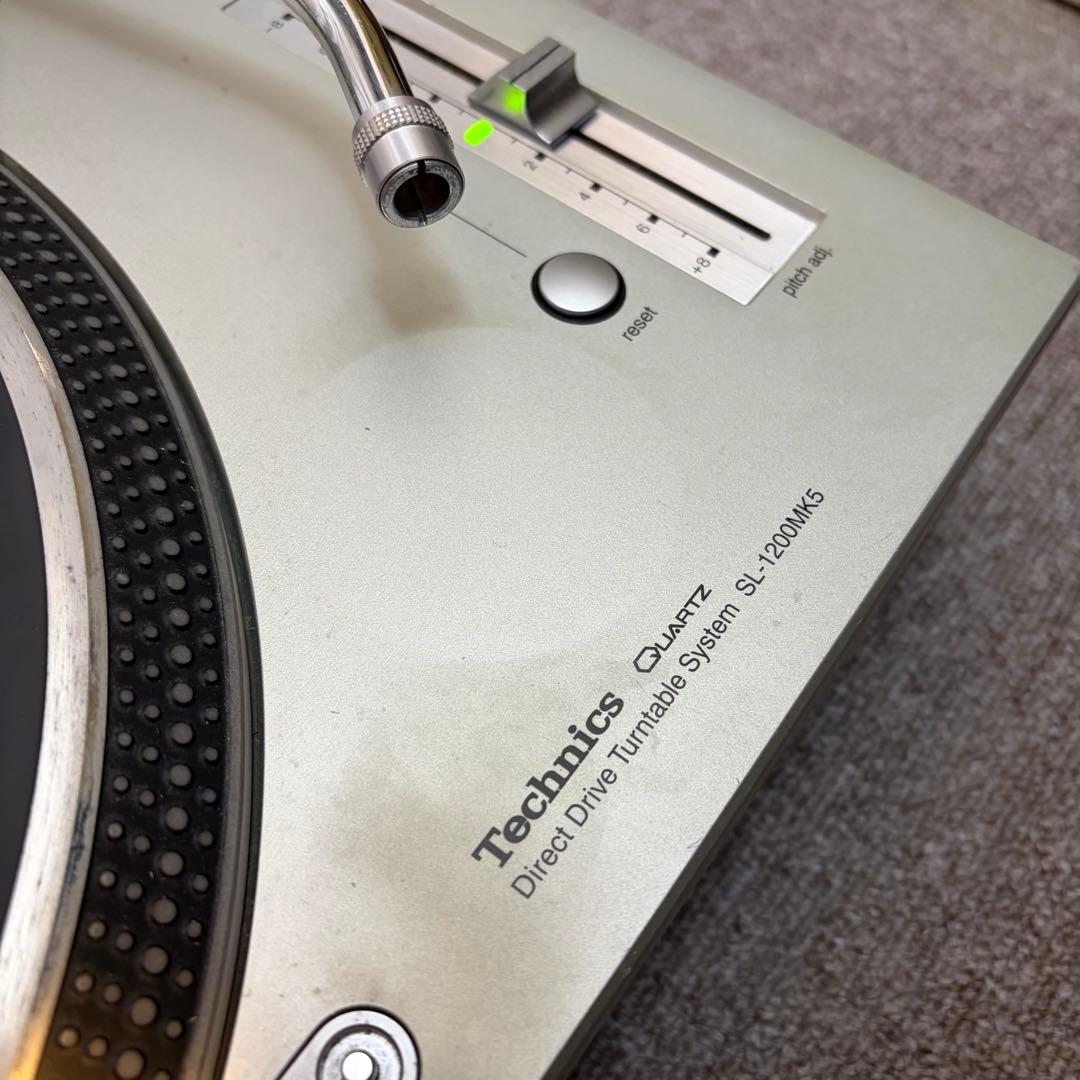 -8
2
4
6
+8
pitch adj.
reset
Technics QUARTZ
Direct Drive Turntable System SL-1200MK5